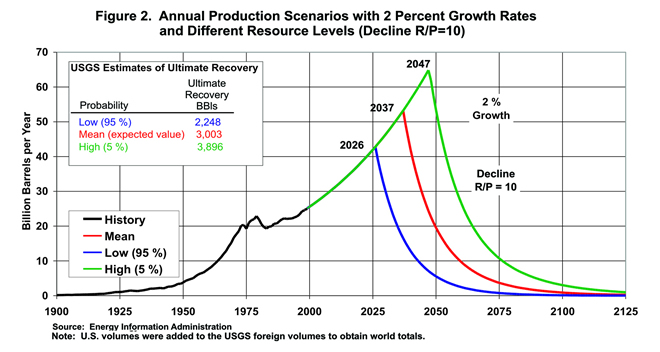 Figure 2.  Annual Production Scenarios with 2 Percent Growth Rates
and Different Resource Levels (Decline R/P=10)
70
60
50
40
30
20
10
0
Billion Barrels per Year
USGS Estimates of Ultimate Recovery
Ultimate
Recovery
Probability BBls
Low (95 %) 2,248
Mean (expected value) 3,003
High (5 %) 3,896
2047
2037
2026
2 %
Growth
Decline
R/P = 10
History
Mean
Low (95 %)
High (5 %)
1900 1925 1950 1975 2000 2025 2050 2075 2100 2125
Source:  Energy Information Administration
Note:  U.S. volumes were added to the USGS foreign volumes to obtain world totals.